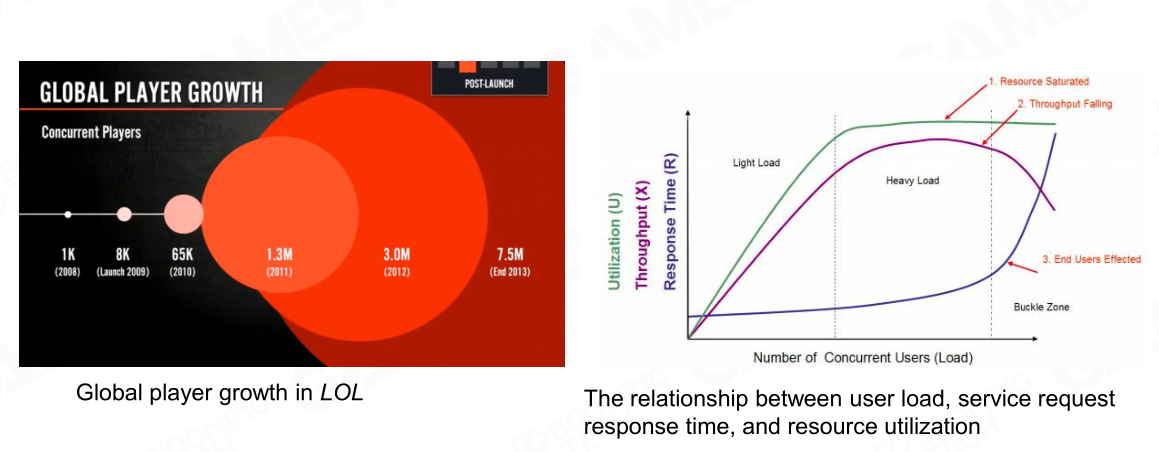 GLOBAL PLAYER GROWTH
POST-LAUNCH
Concurrent Players
1K
(2008)
8K
(Launch 2009)
65K
(2010)
1.3M
(2011)
3.0M
(2012)
7.5M
(End 2013)
Global player growth in LOL
1. Resource Saturated
2. Throughput Falling
Light Load
Heavy Load
Utilization (U)
Throughput (X)
Response Time (R)
3. End Users Effected
Buckle Zone
Number of Concurrent Users (Load)
The relationship between user load, service request
response time, and resource utilization